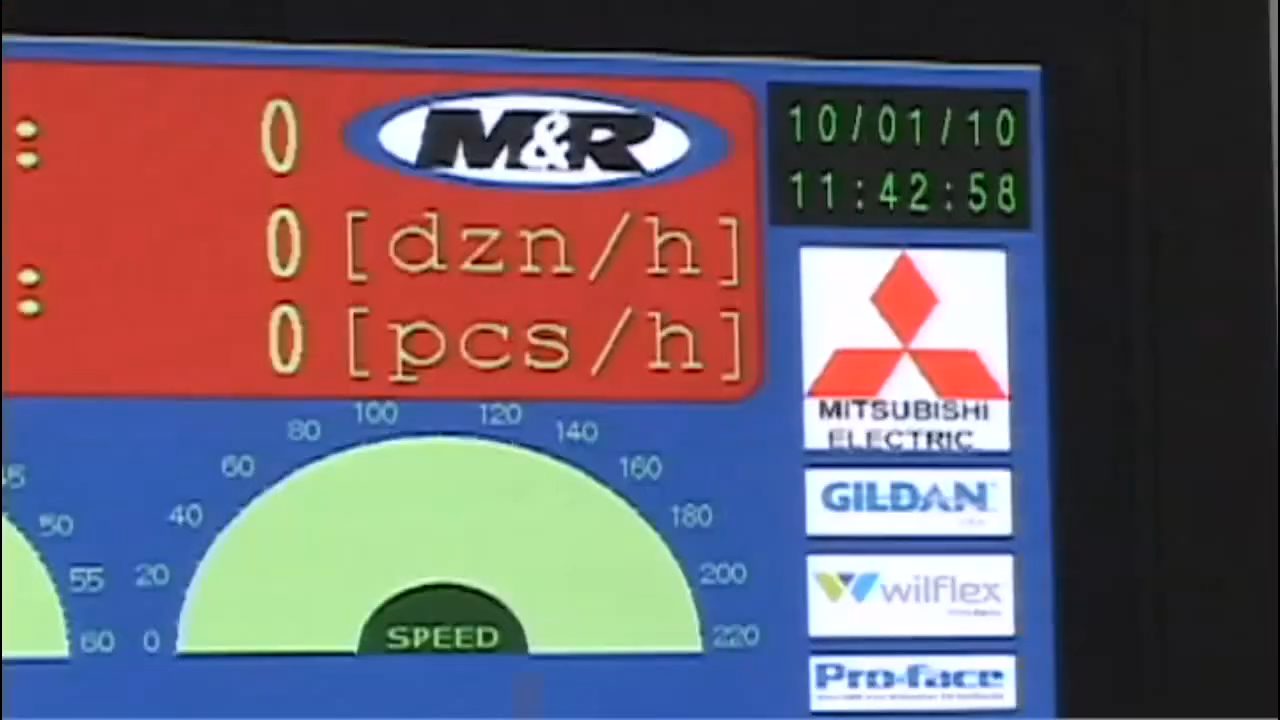 : 0
M&R
10/01/10
11:42:58
0 [dzn/h]
: 0 [pcs/h]
MITSUBISHI
ELECTRIC
GILDAN
wilflex
Pro-face
45
50
55
60
0
20
40
60
80
100
120
140
160
180
200
220
SPEED